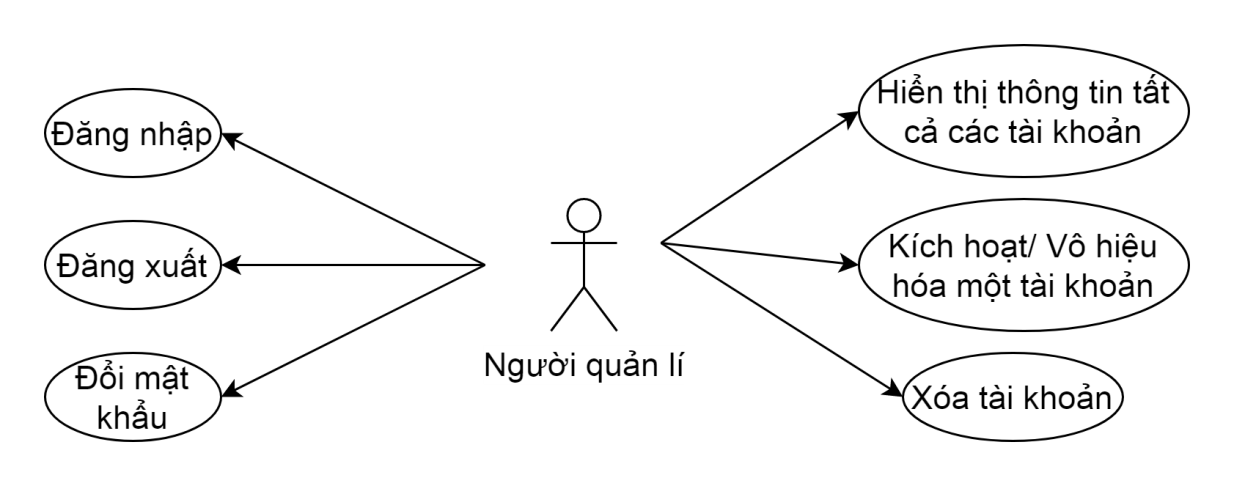 Đăng nhập
Đăng xuất
Đổi mật
khẩu
Người quản lí
Hiển thị thông tin tất
cả các tài khoản
Kích hoạt/ Vô hiệu
hóa một tài khoản
Xóa tài khoản